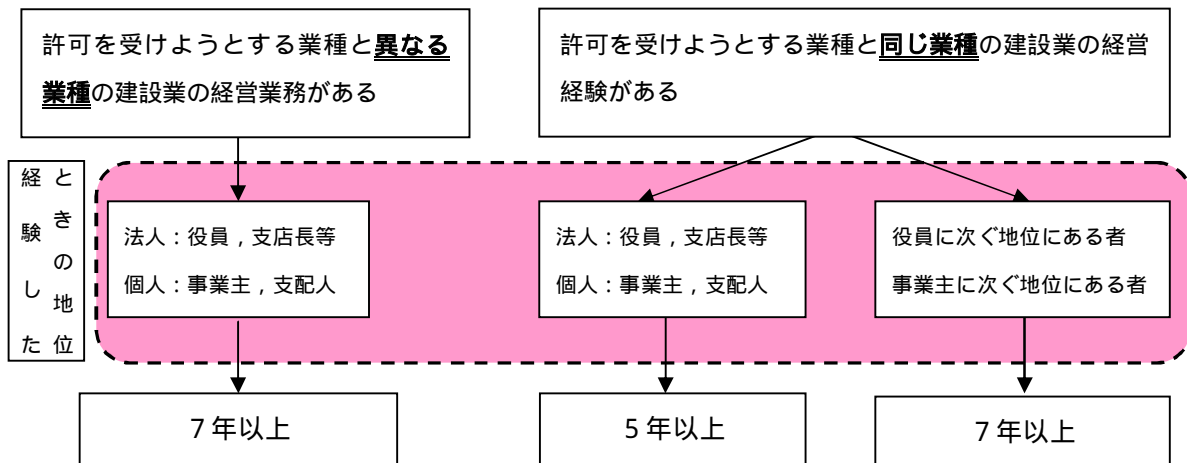 許可を受けようとする業種と異なる
業種の建設業の経営業務がある
許可を受けようとする業種と同じ業種の建設業の経営
経験がある
経験した
ときの地位
法人：役員，支店長等
個人：事業主，支配人
法人：役員，支店長等
個人：事業主，支配人
役員に次ぐ地位にある者
事業主に次ぐ地位にある者
７年以上
５年以上
７年以上